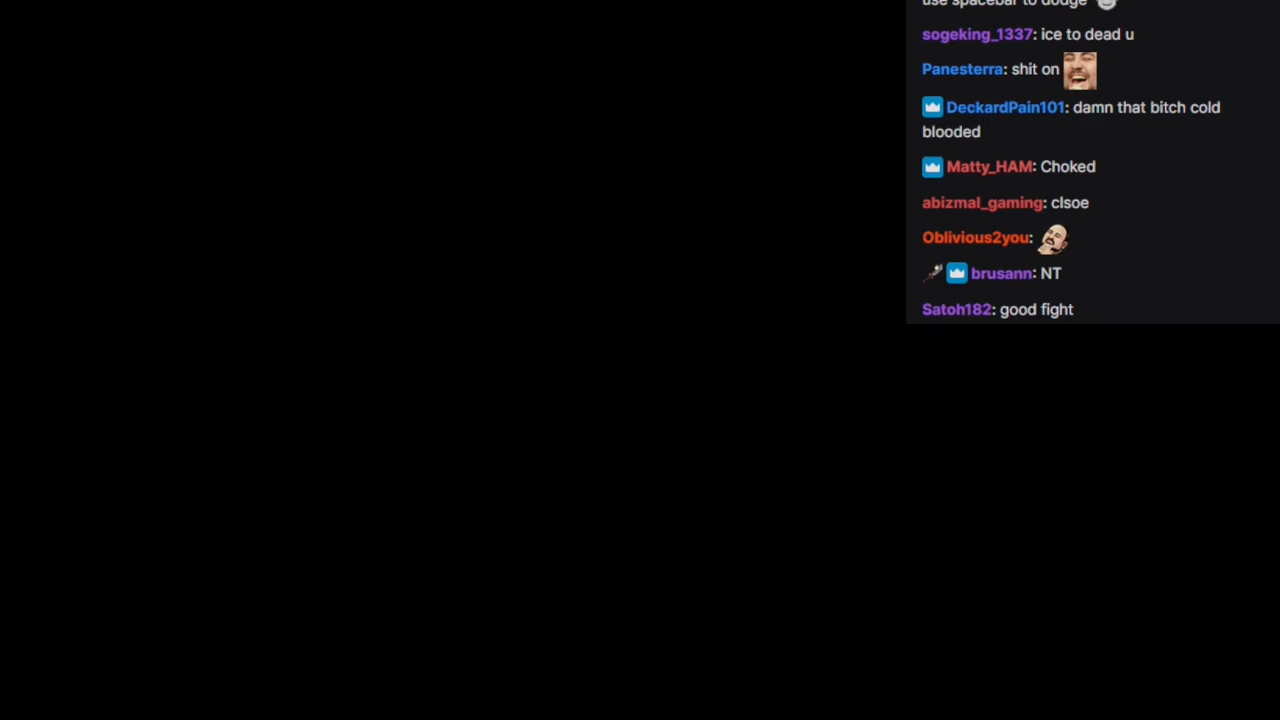 use spacebar to dodge
sogeking_1337: ice to dead u
Panesterra: shit on
DeckardPain101: damn that bitch cold
blooded
Matty_HAM: Choked
abizmal_gaming: clsoe
Oblivious2you:
brusann: NT
Satoh182: good fight